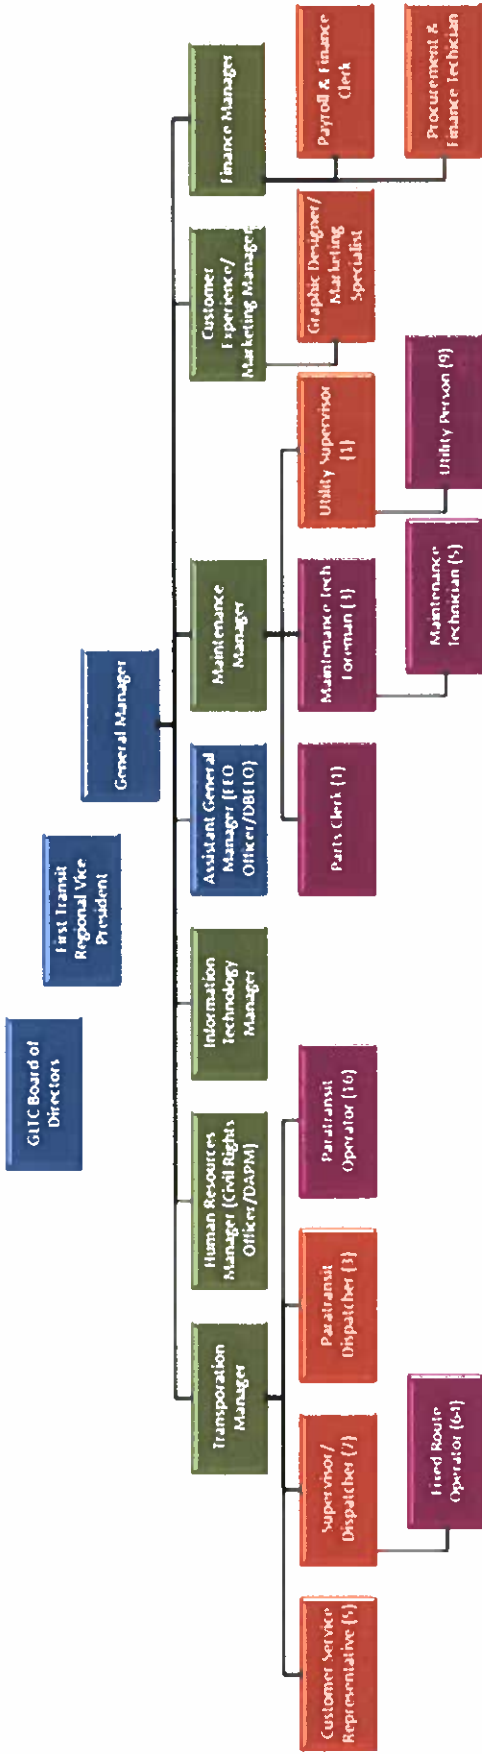 GLTC Board of
Directors
First Transit
Regional Vice
President
General Manager
Transporation
Manager
Human Resources
Manager (Civil Rights
Officer/DAPM)
Information
Technology
Manager
Assistant General
Manager (EEO
Officer/DBELO)
Maintenance
Manager
Customer
Experience/
Marketing Manager
Finance Manager
Customer Service
Representative (5)
Supervisor/
Dispatcher (7)
Paratransit
Dispatcher (3)
Paratransit
Operator (16)
Parts Clerk (1)
Maintenance Tech
Foreman (3)
Utility Supervisor
(1)
Graphic Designer/
Marketing
Specialist
Payroll & Finance
Clerk
Fixed Route
Operator (64)
Maintenance
Technician (5)
Utility Person (9)
Procurement &
Finance Techician